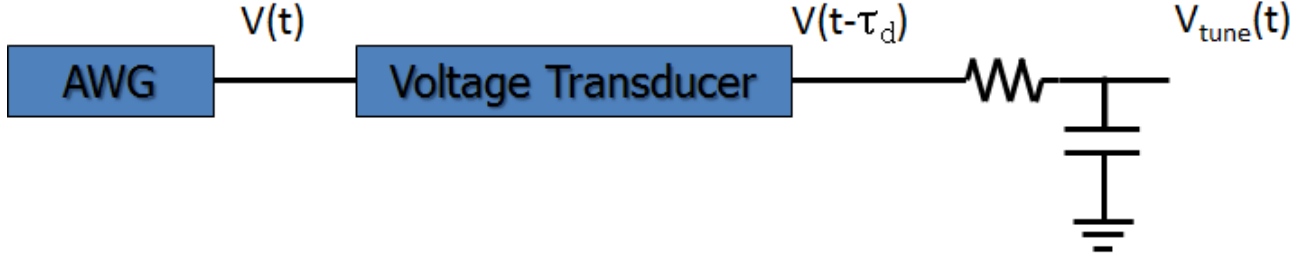 V(t)
V(t-τd)
Vtune(t)
AWG
Voltage Transducer